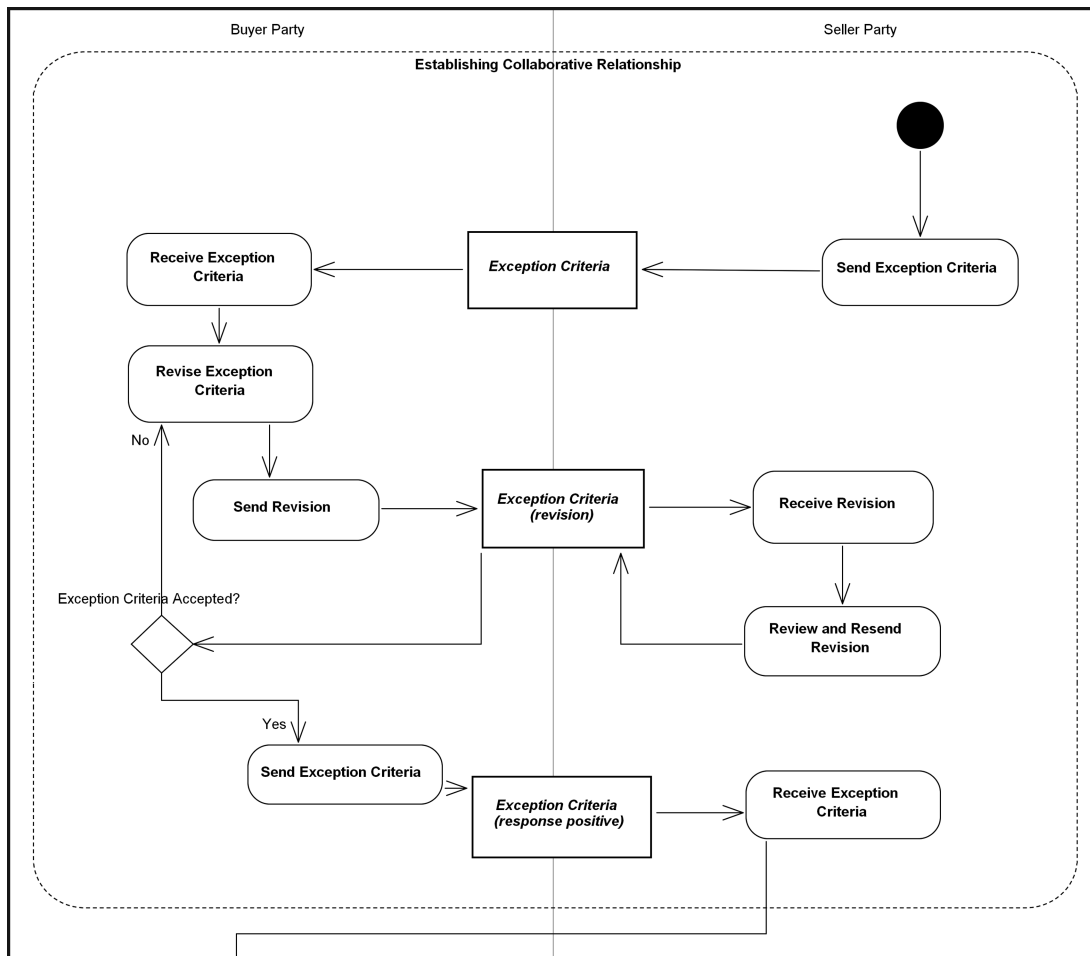 Buyer Party
Seller Party
Establishing Collaborative Relationship
Receive Exception
Criteria
Exception Criteria
Send Exception Criteria
Revise Exception
Criteria
No
Send Revision
Exception Criteria
(revision)
Receive Revision
Exception Criteria Accepted?
Review and Resend
Revision
Yes
Send Exception Criteria
Exception Criteria
(response positive)
Receive Exception
Criteria